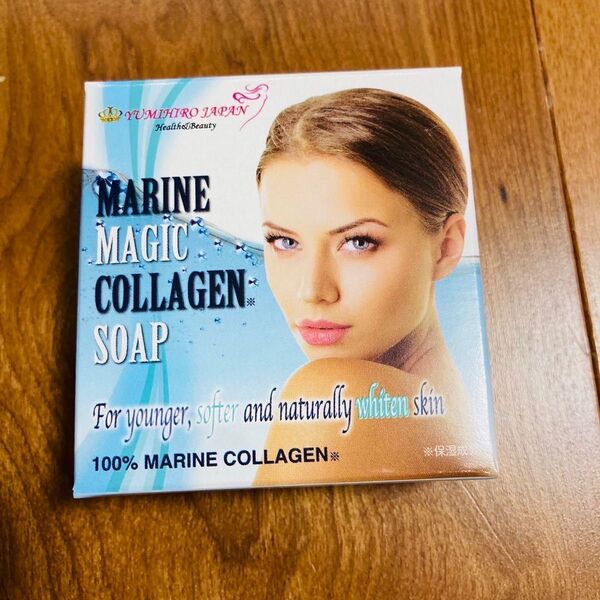 YUMIHIRO JAPAN
Health&Beauty
MARINE
MAGIC
COLLAGEN※
SOAP
For younger, softer and naturally whiten skin
100% MARINE COLLAGEN※
※保湿成